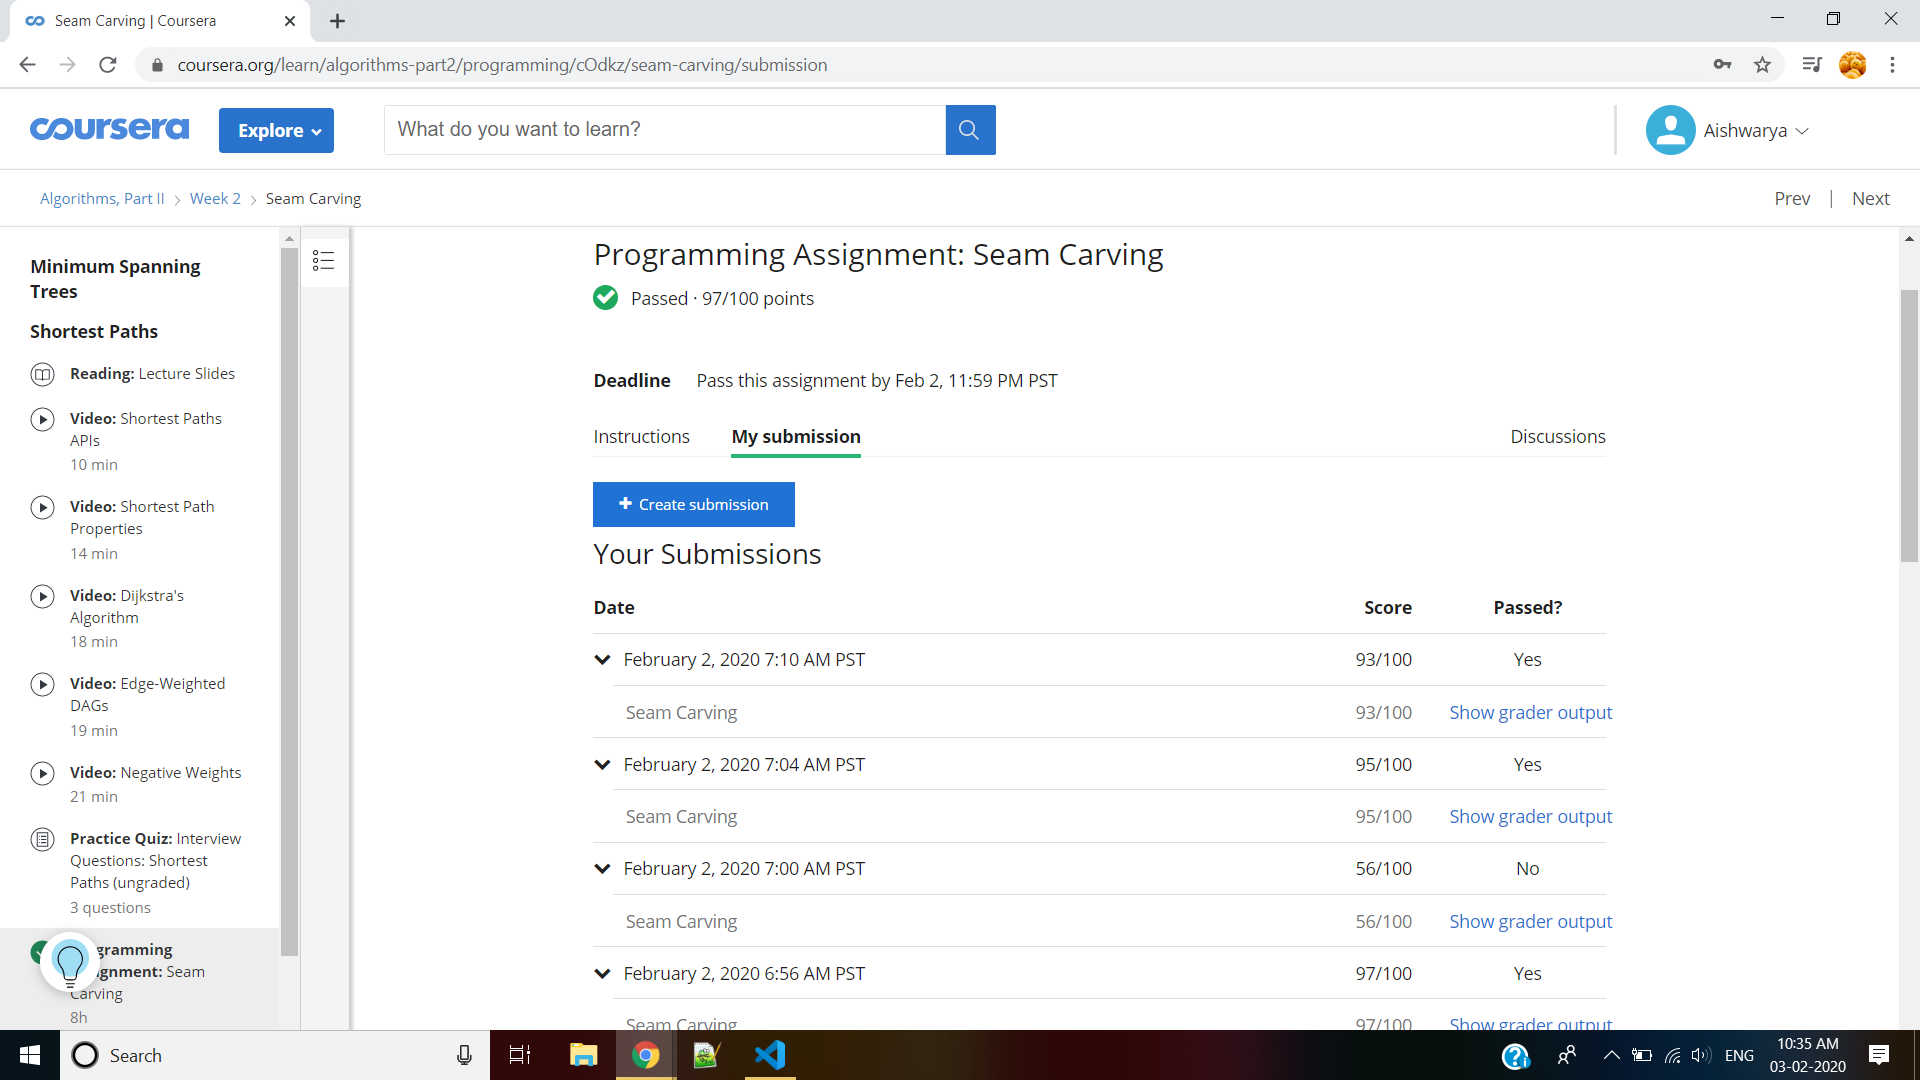 Seam Carving | Coursera
coursera.org/learn/algorithms-part2/programming/cOdkz/seam-carving/submission
coursera
Explore
What do you want to learn?
Aishwarya
Algorithms, Part II
Week 2
Seam Carving
Prev | Next
Minimum Spanning
Trees
Shortest Paths
Reading: Lecture Slides
Video: Shortest Paths
APIs
10 min
Video: Shortest Path
Properties
14 min
Video: Dijkstra's
Algorithm
18 min
Video: Edge-Weighted
DAGs
19 min
Video: Negative Weights
21 min
Practice Quiz: Interview
Questions: Shortest
Paths (ungraded)
3 questions
gramming
ignment: Seam
Carving
8h
Programming Assignment: Seam Carving
Passed · 97/100 points
Deadline Pass this assignment by Feb 2, 11:59 PM PST
Instructions My submission Discussions
+ Create submission
Your Submissions
Date Score Passed?
February 2, 2020 7:10 AM PST 93/100 Yes
Seam Carving 93/100 Show grader output
February 2, 2020 7:04 AM PST 95/100 Yes
Seam Carving 95/100 Show grader output
February 2, 2020 7:00 AM PST 56/100 No
Seam Carving 56/100 Show grader output
February 2, 2020 6:56 AM PST 97/100 Yes
Seam Carving 97/100 Show grader output
Search
ENG
10:35 AM
03-02-2020